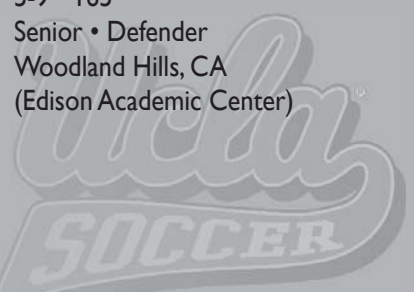 Senior • Defender
Woodland Hills, CA
(Edison Academic Center)
Ucla
SOCCER